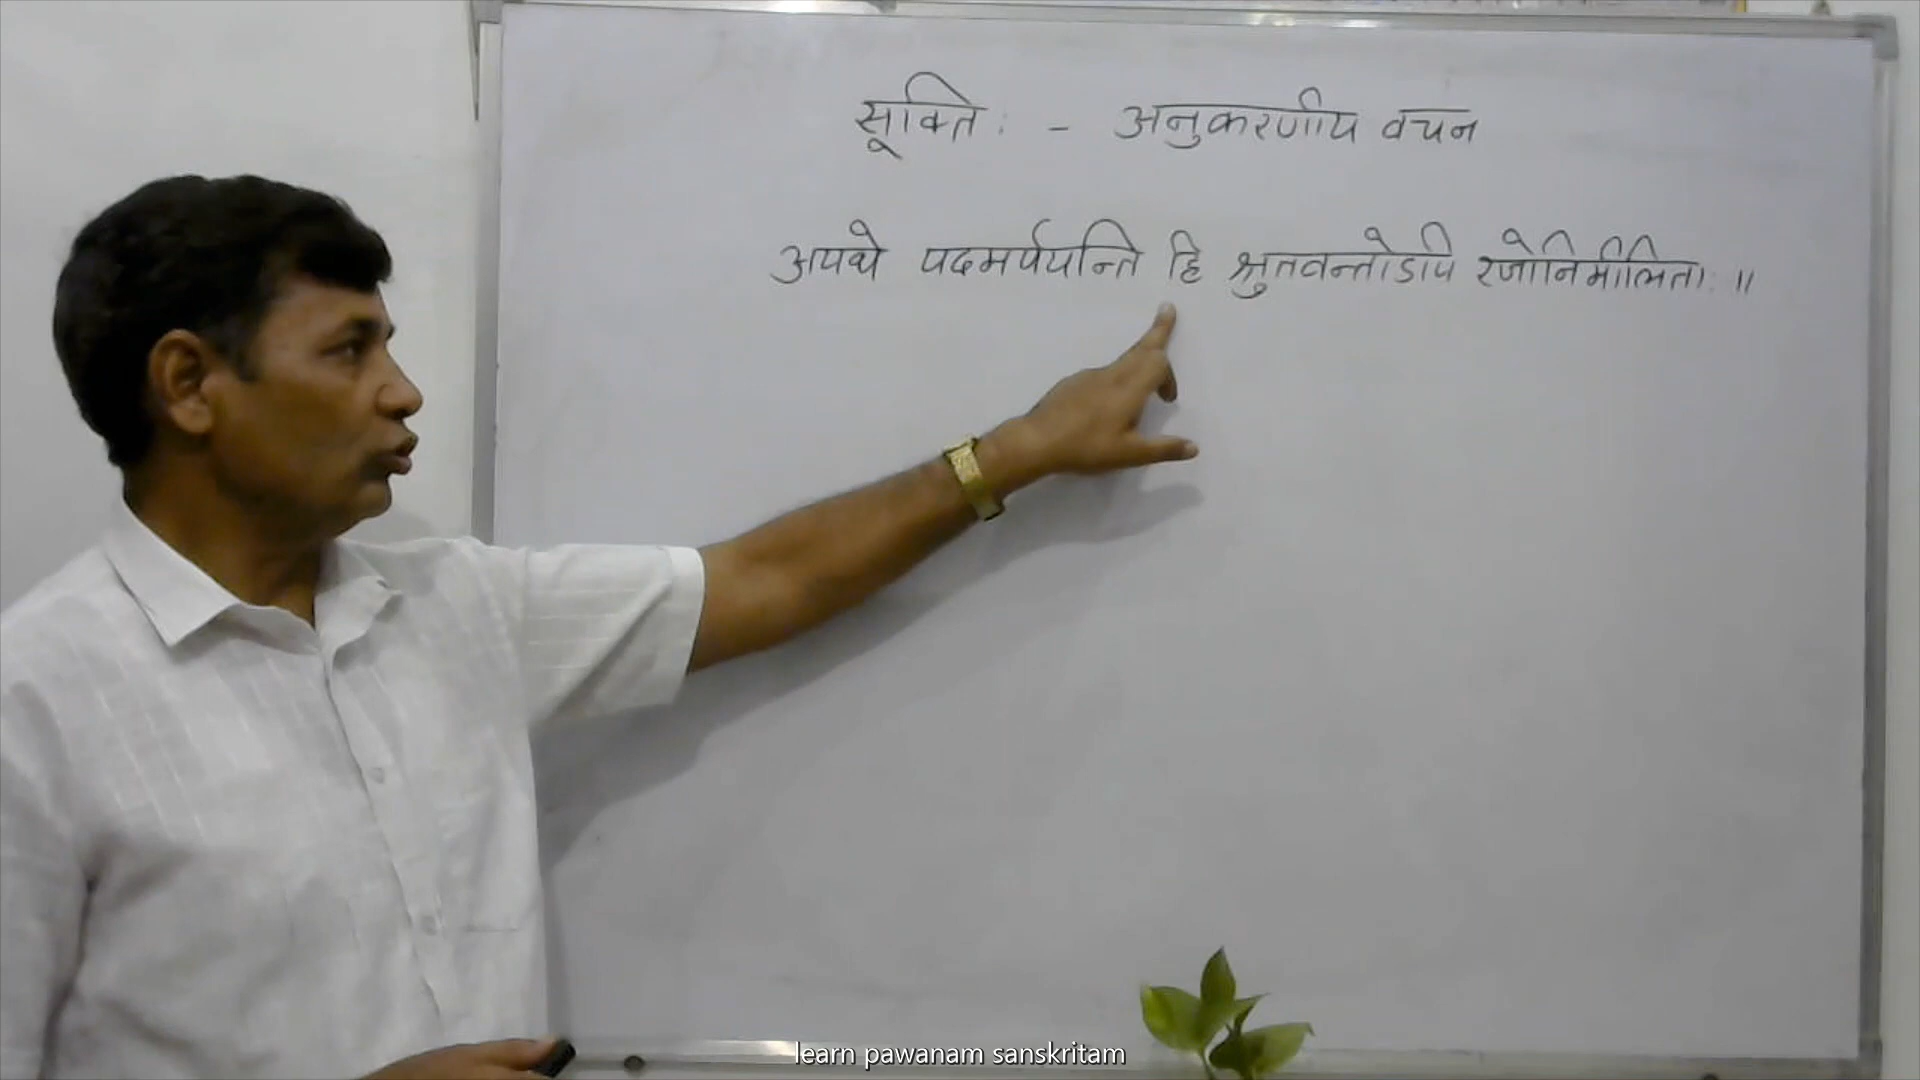 सूक्तिः - अनुकरणीय वचन
अपथे पदमर्पयन्ति हि श्रुतवन्तोऽपि रजोनिमीलिताः ॥
learn pawanam sanskritam